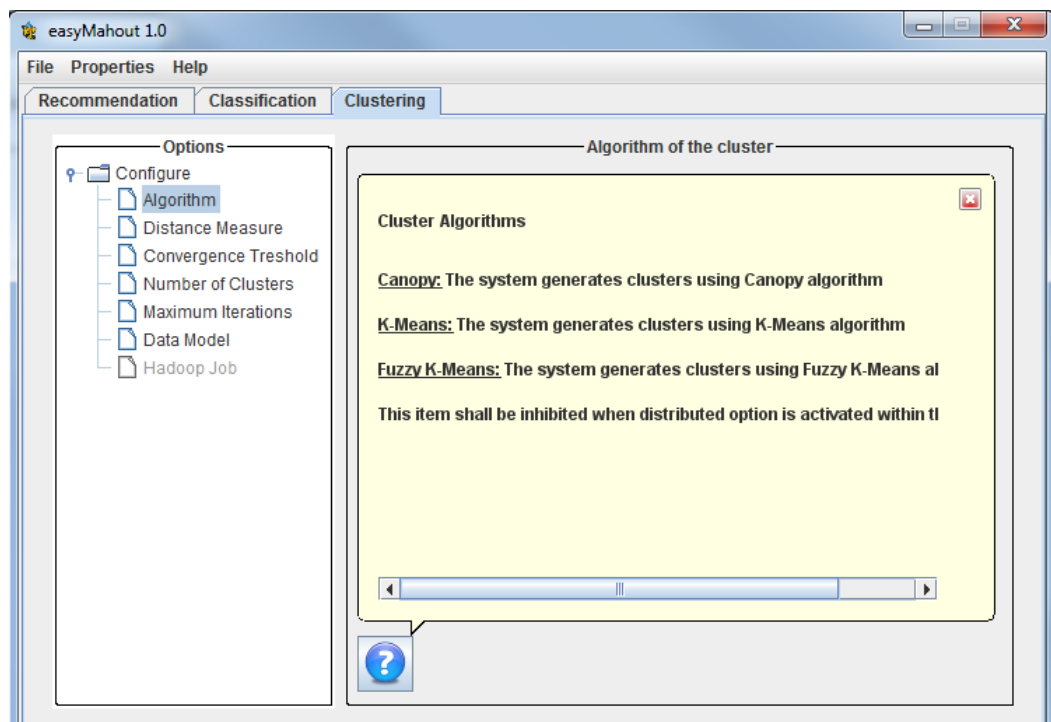 easyMahout 1.0
File Properties Help
Recommendation Classification Clustering
Options
Configure
Algorithm
Distance Measure
Convergence Treshold
Number of Clusters
Maximum Iterations
Data Model
Hadoop Job
Algorithm of the cluster
Cluster Algorithms
Canopy: The system generates clusters using Canopy algorithm
K-Means: The system generates clusters using K-Means algorithm
Fuzzy K-Means: The system generates clusters using Fuzzy K-Means al
This item shall be inhibited when distributed option is activated within
?